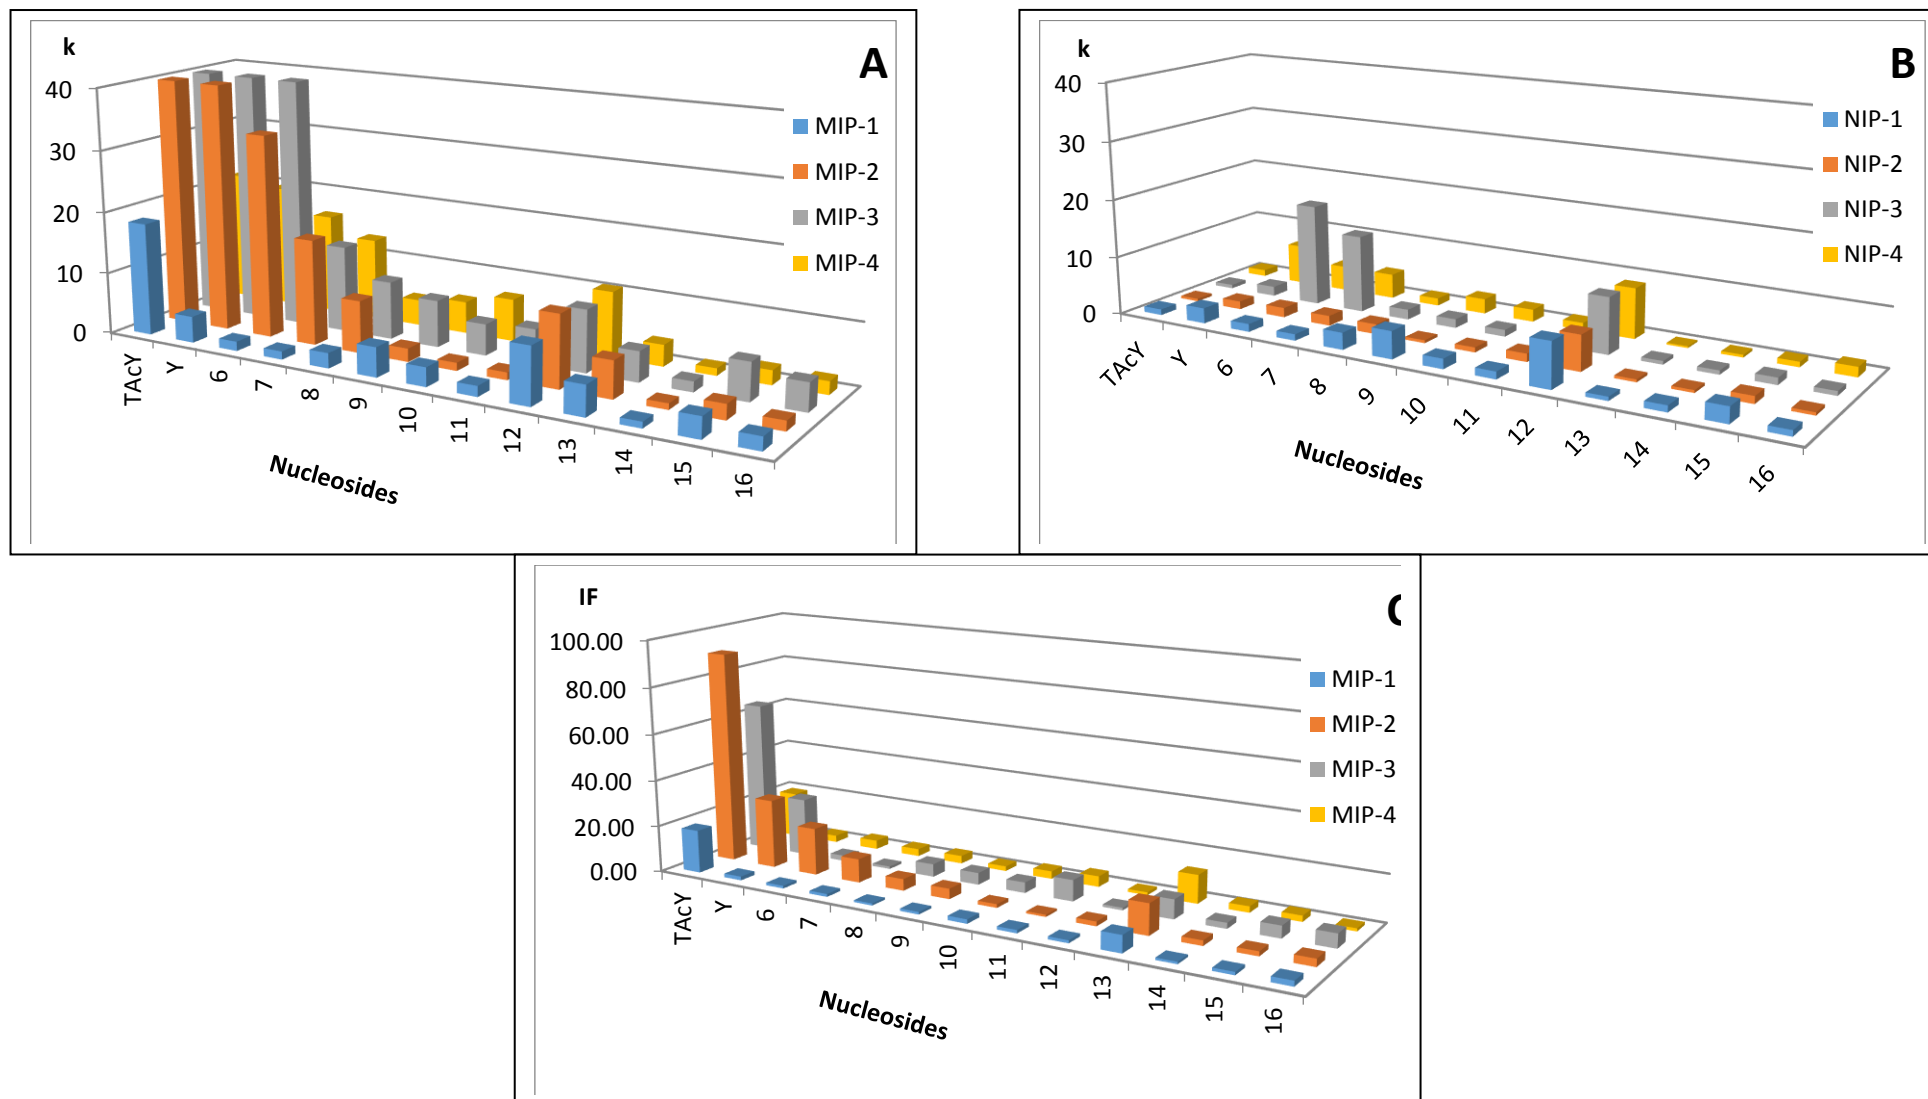 k
A
40
30
20
10
0
MIP-1
MIP-2
MIP-3
MIP-4
TAcY
Y
6
7
8
9
10
11
12
13
14
15
16
Nucleosides
k
B
40
30
20
10
0
NIP-1
NIP-2
NIP-3
NIP-4
TAcY
Y
6
7
8
9
10
11
12
13
14
15
16
Nucleosides
IF
C
100.00
80.00
60.00
40.00
20.00
0.00
MIP-1
MIP-2
MIP-3
MIP-4
TAcY
Y
6
7
8
9
10
11
12
13
14
15
16
Nucleosides